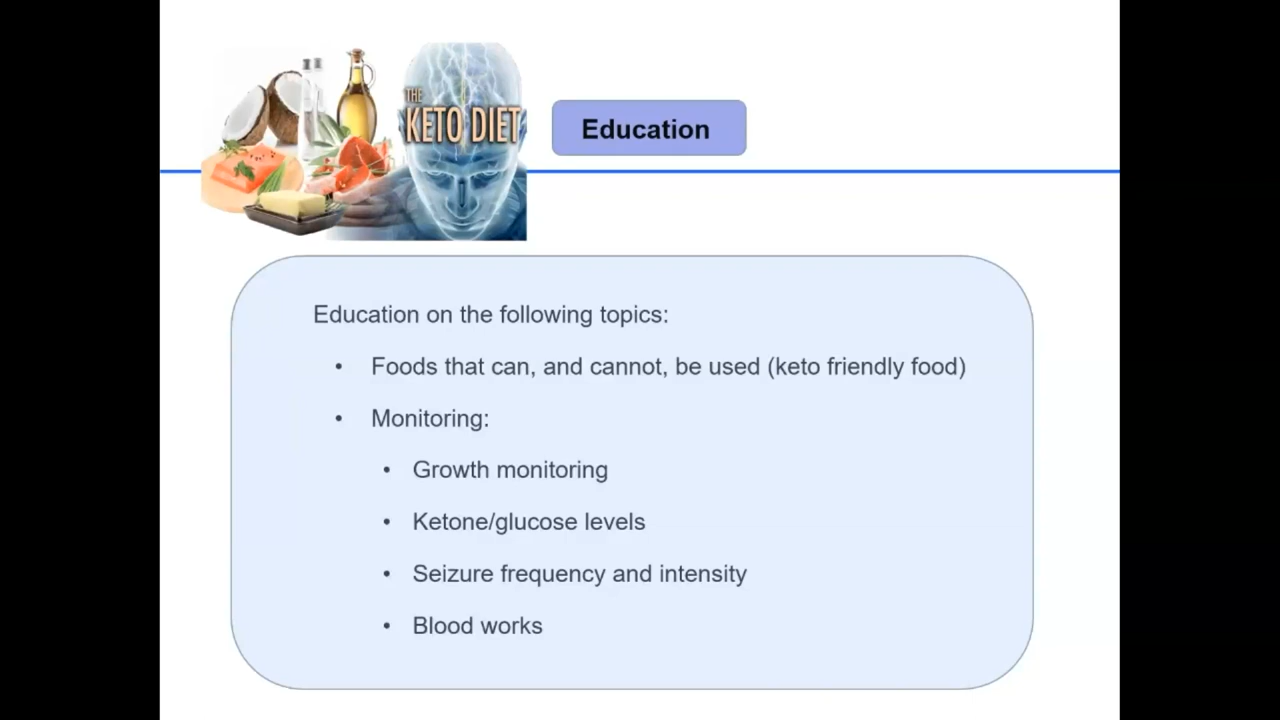 THE
KETO DIET
Education
Education on the following topics:
• Foods that can, and cannot, be used (keto friendly food)
• Monitoring:
• Growth monitoring
• Ketone/glucose levels
• Seizure frequency and intensity
• Blood works